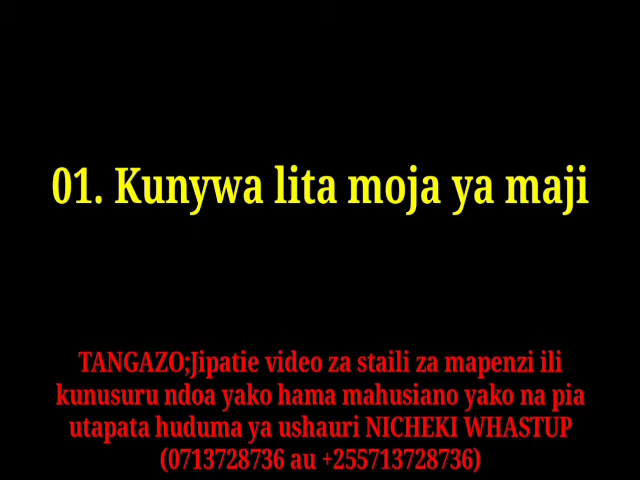 01. Kunywa lita moja ya maji
TANGAZO;Jipatie video za staili za mapenzi ili
kunusuru ndoa yako hama mahusiano yako na pia
utapata huduma ya ushauri NICHEKI WHASTUP
(0713728736 au +255713728736)